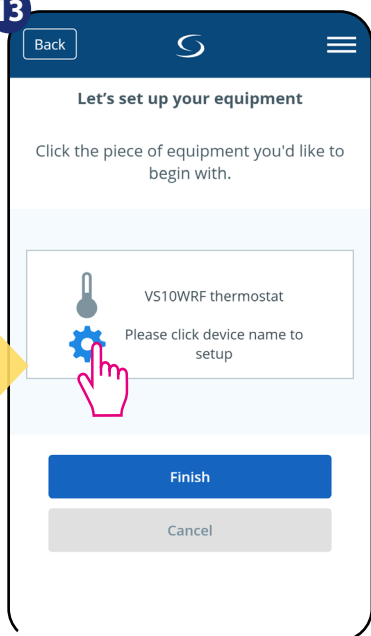 13
Back
Let's set up your equipment
Click the piece of equipment you'd like to
begin with.
VS10WRF thermostat
Please click device name to
setup
Finish
Cancel